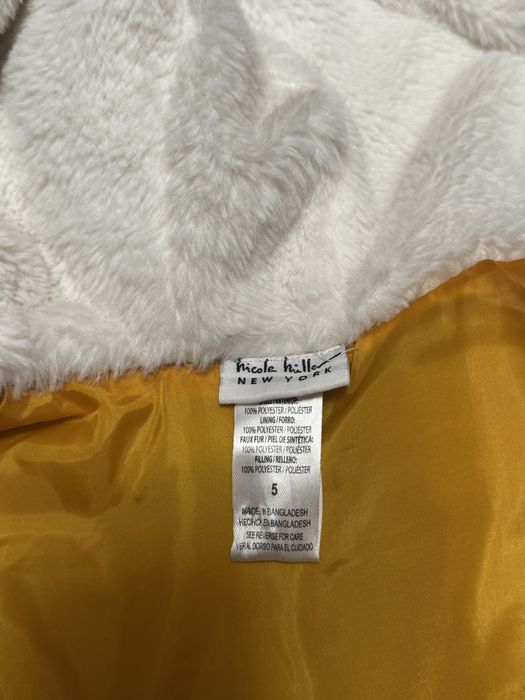 nicole miller
NEW YORK
100% POLYESTER / POLIÉSTER
LINING / FORRO:
100% POLYESTER / POLIÉSTER
FAUX FUR / PIEL DE SINTÉTICA:
100% POLYESTER / POLIÉSTER
FILLING / RELLENO:
100% POLYESTER / POLIÉSTER
5
MADE IN BANGLADESH
HECHO EN BANGLADESH
SEE REVERSE FOR CARE
VER AL DORSO PARA EL CUIDADO